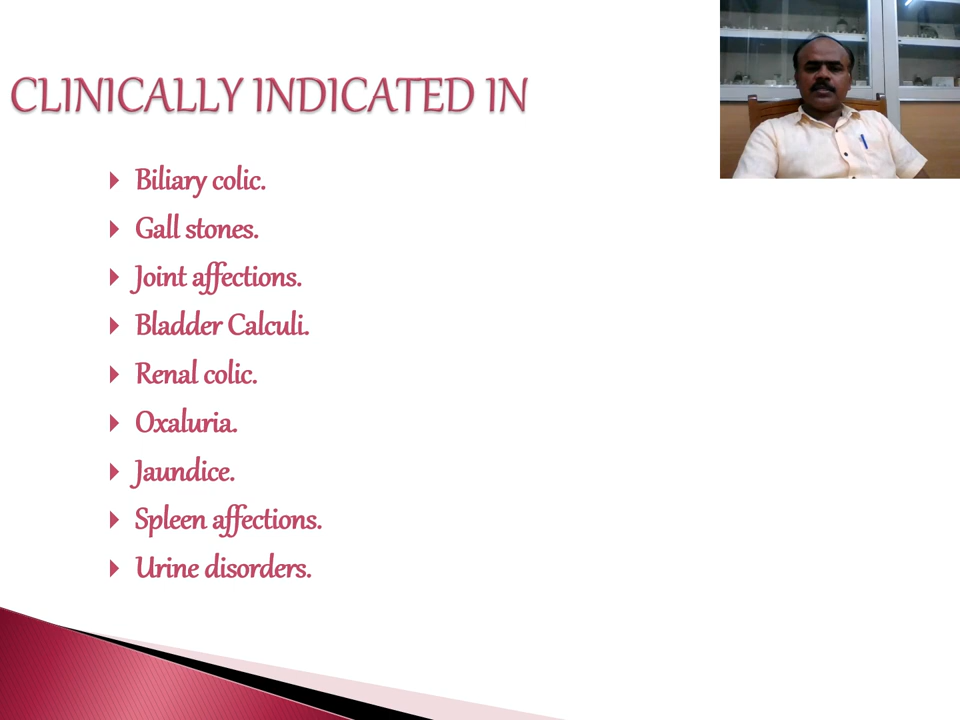 CLINICALLY INDICATED IN
Biliary colic.
Gall stones.
Joint affections.
Bladder Calculi.
Renal colic.
Oxaluria.
Jaundice.
Spleen affections.
Urine disorders.